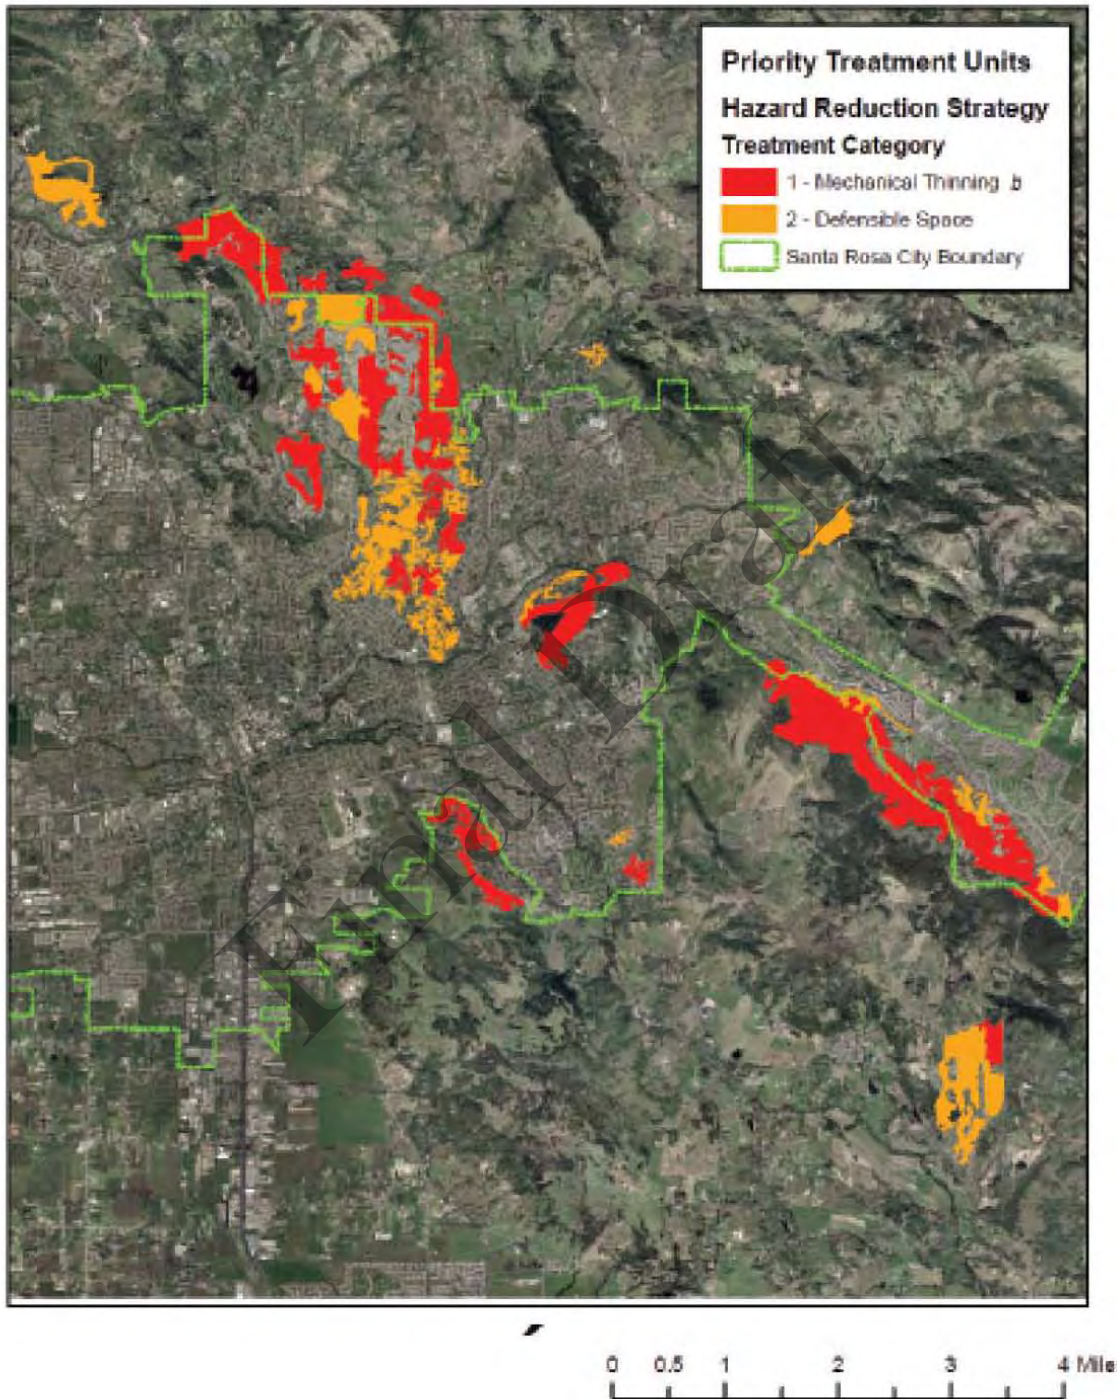 Priority Treatment Units
Hazard Reduction Strategy
Treatment Category
1 - Mechanical Thinning b
2 - Defensible Space
Santa Rosa City Boundary
Final Draft
0 0.5 1 2 3 4 Mile